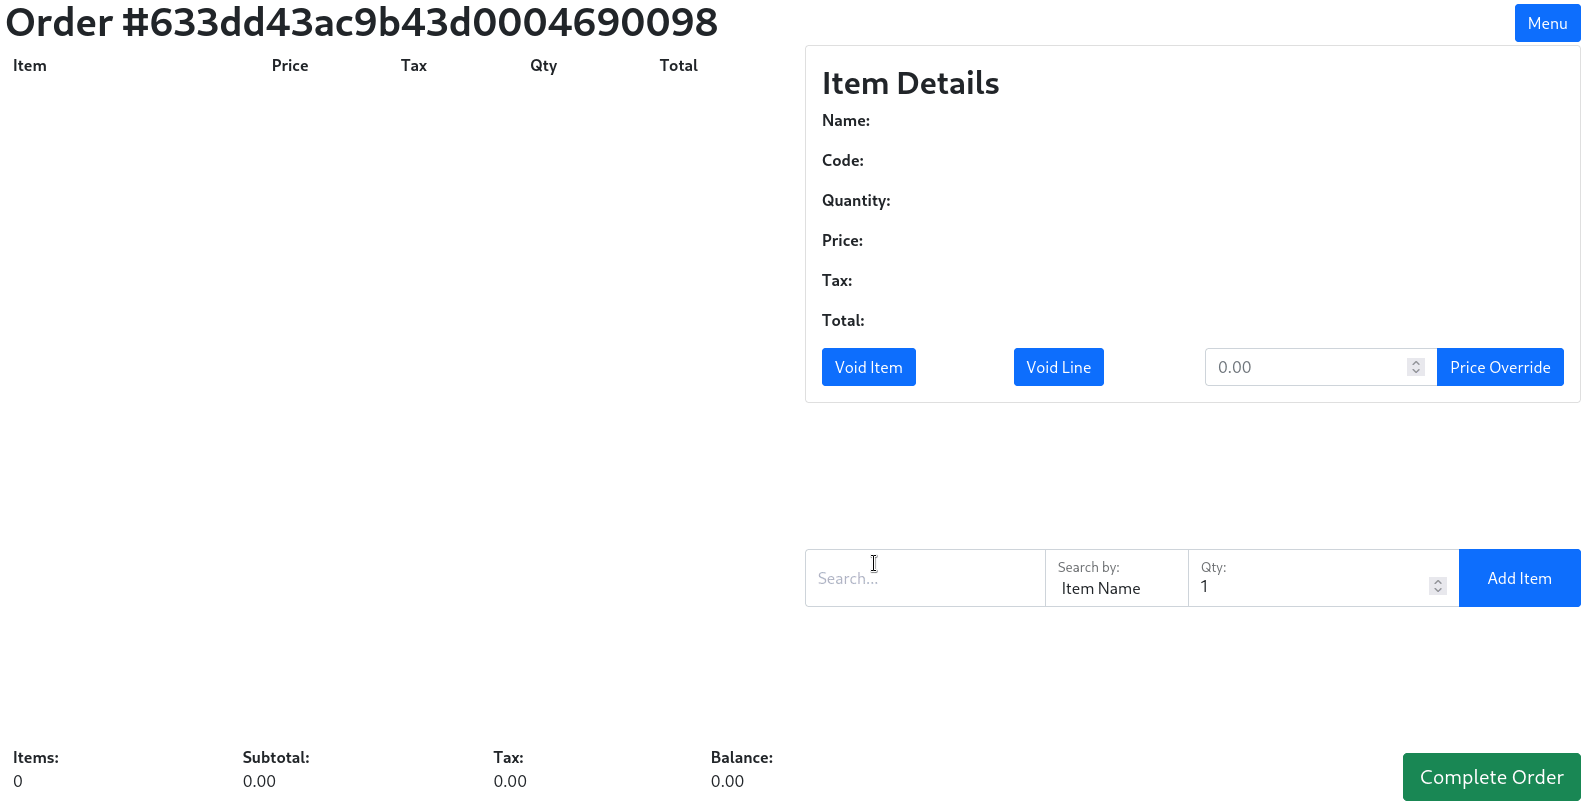 Order #633dd43ac9b43d0004690098
Menu
Item Price Tax Qty Total
Item Details
Name:
Code:
Quantity:
Price:
Tax:
Total:
Void Item Void Line 0.00 Price Override
Search... Search by: Item Name Qty: 1 Add Item
Items: Subtotal: Tax: Balance:
0 0.00 0.00 0.00
Complete Order